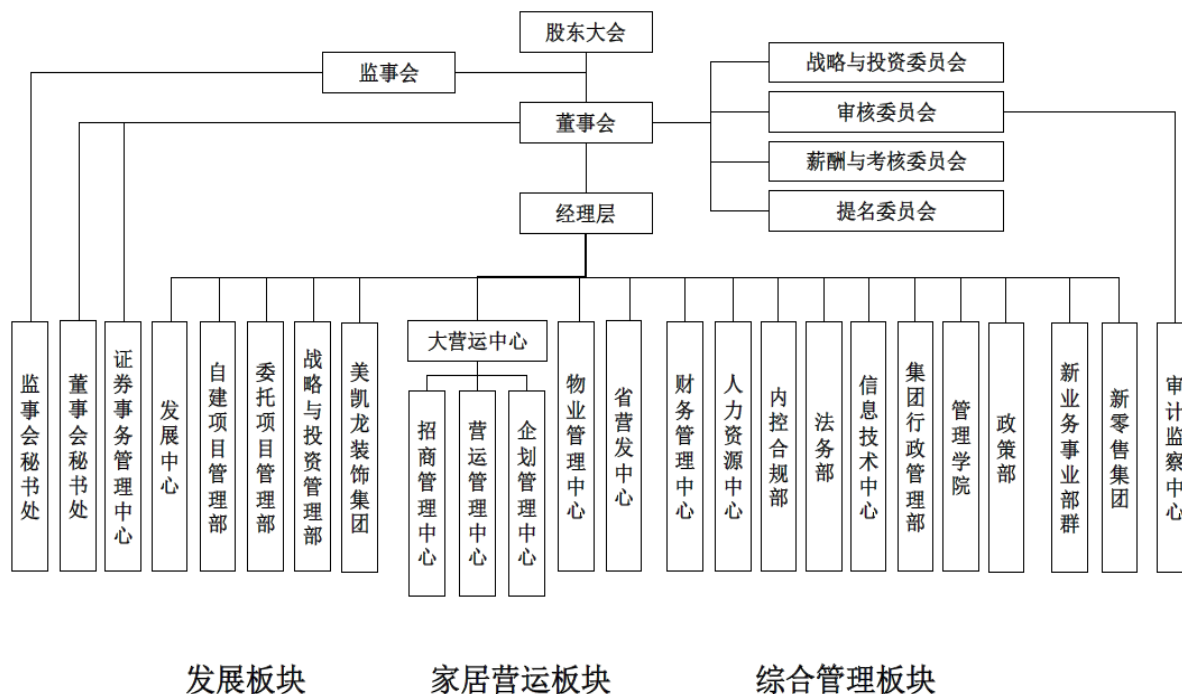 股东大会
监事会
战略与投资委员会
审核委员会
董事会
薪酬与考核委员会
经理层
提名委员会
监事会秘书处
董事会秘书处
证券事务管理中心
发展中心
自建项目管理部
委托项目管理部
战略与投资管理部
美凯龙装饰集团
大营运中心
招商管理中心
营运管理中心
企划管理中心
物业管理中心
省营发中心
财务管理中心
人力资源中心
内控合规部
法务部
信息技术中心
集团行政管理部
管理学院
政策部
新业务事业部群
新零售集团
审计监察中心
发展板块
家居营运板块
综合管理板块